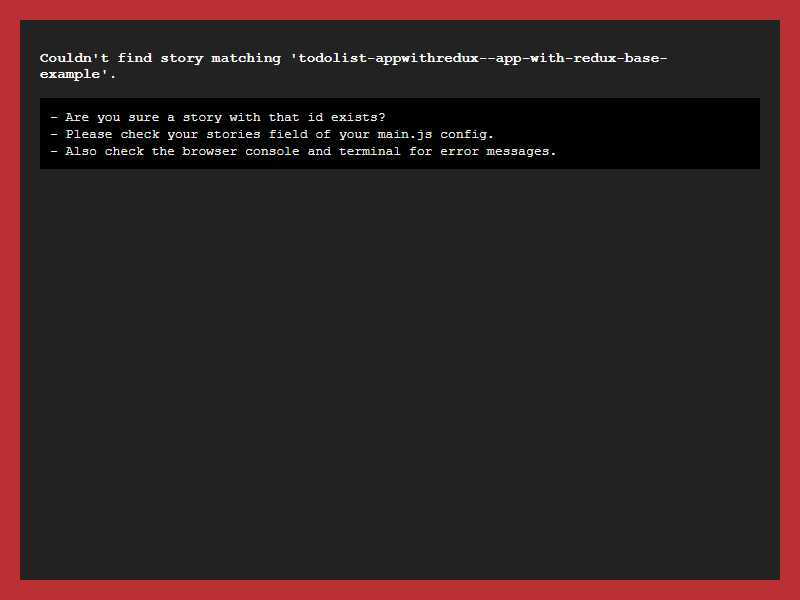 Couldn't find story matching 'todolist-appwithredux--app-with-redux-base-
example'.
- Are you sure a story with that id exists?
- Please check your stories field of your main.js config.
- Also check the browser console and terminal for error messages.